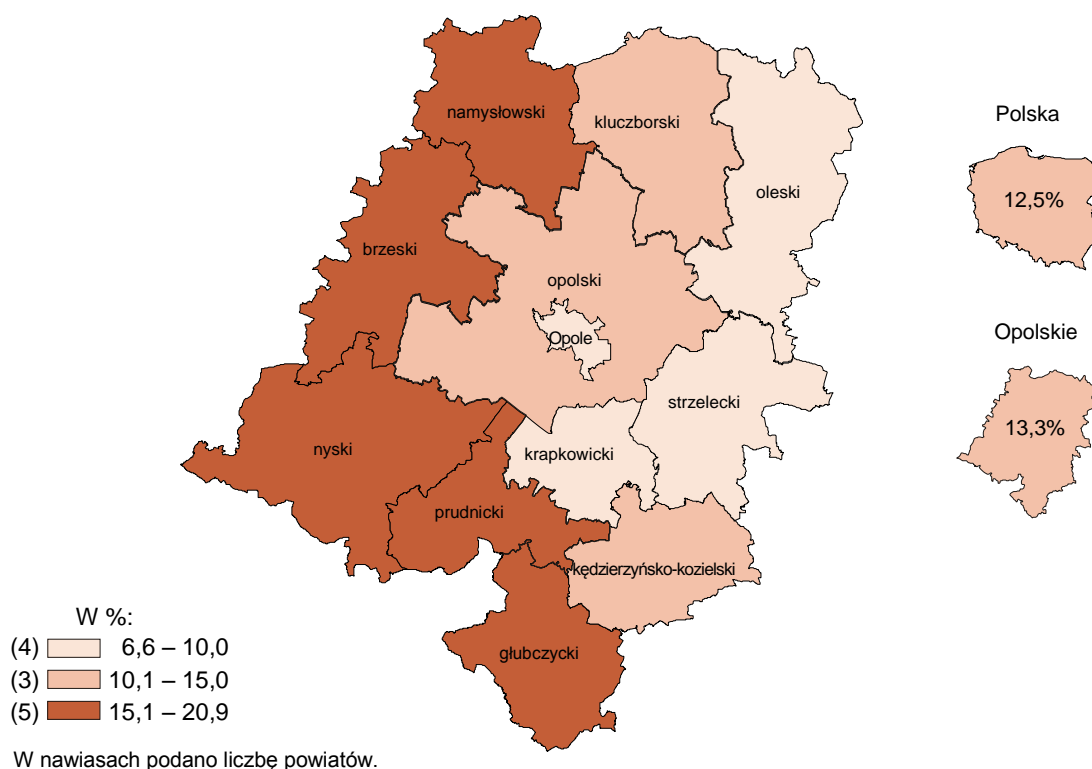 namysłowski
kluczborski
oleski
brzeski
opolski
Opole
strzelecki
krapkowicki
nyski
prudnicki
kędzierzyńsko-kozielski
głubczycki
Polska
12,5%
Opolskie
13,3%
W %:
(4) 6,6 – 10,0
(3) 10,1 – 15,0
(5) 15,1 – 20,9
W nawiasach podano liczbę powiatów.